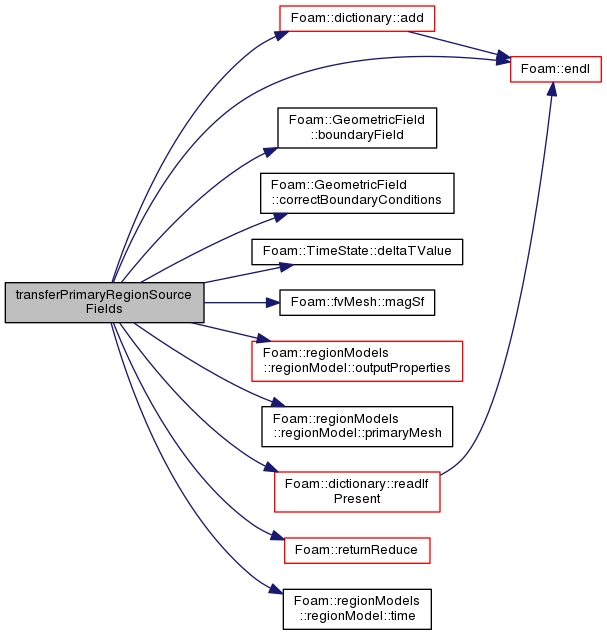 Foam::dictionary::add
Foam::endl
Foam::GeometricField
::boundaryField
Foam::GeometricField
::correctBoundaryConditions
Foam::TimeState::deltaTValue
transferPrimaryRegionSource
Fields
Foam::fvMesh::magSf
Foam::regionModels
::regionModel::outputProperties
Foam::regionModels
::regionModel::primaryMesh
Foam::dictionary::readIf
Present
Foam::returnReduce
Foam::regionModels
::regionModel::time